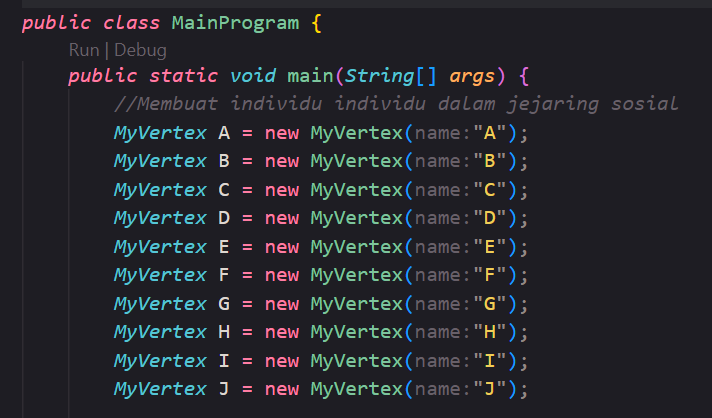 public class MainProgram {
Run | Debug
public static void main(String[] args) {
//Membuat individu individu dalam jejaring sosial
MyVertex A = new MyVertex(name:"A");
MyVertex B = new MyVertex(name:"B");
MyVertex C = new MyVertex(name:"C");
MyVertex D = new MyVertex(name:"D");
MyVertex E = new MyVertex(name:"E");
MyVertex F = new MyVertex(name:"F");
MyVertex G = new MyVertex(name:"G");
MyVertex H = new MyVertex(name:"H");
MyVertex I = new MyVertex(name:"I");
MyVertex J = new MyVertex(name:"J");